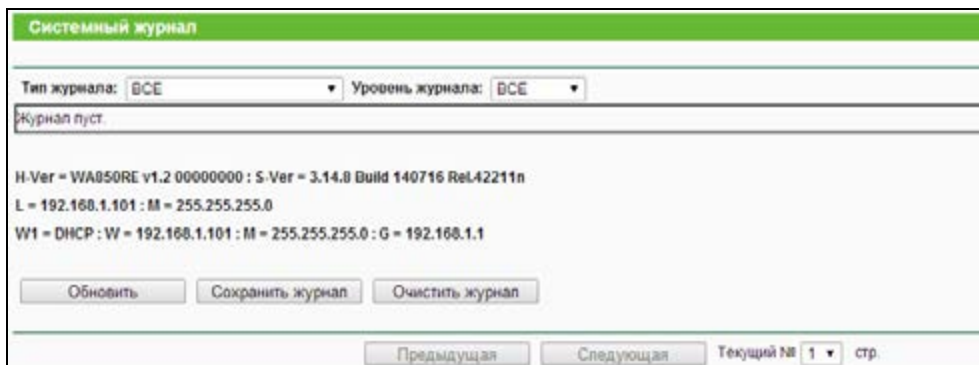 Системный журнал
Тип журнала: ВСЕ Уровень журнала: ВСЕ
Журнал пуст.
H-Ver = WA850RE v1.2 00000000 : S-Ver = 3.14.8 Build 140716 Rel.42211n
L = 192.168.1.101 : M = 255.255.255.0
W1 = DHCP : W = 192.168.1.101 : M = 255.255.255.0 : G = 192.168.1.1
Обновить Сохранить журнал Очистить журнал
Предыдущая Следующая Текущий № 1 стр.